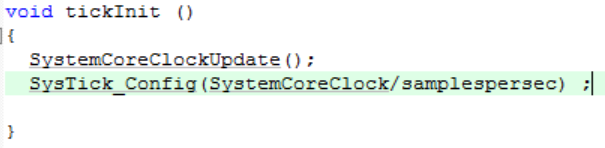 void tickInit ()
{
SystemCoreClockUpdate();
SysTick_Config(SystemCoreClock/samplespersec) ;
}